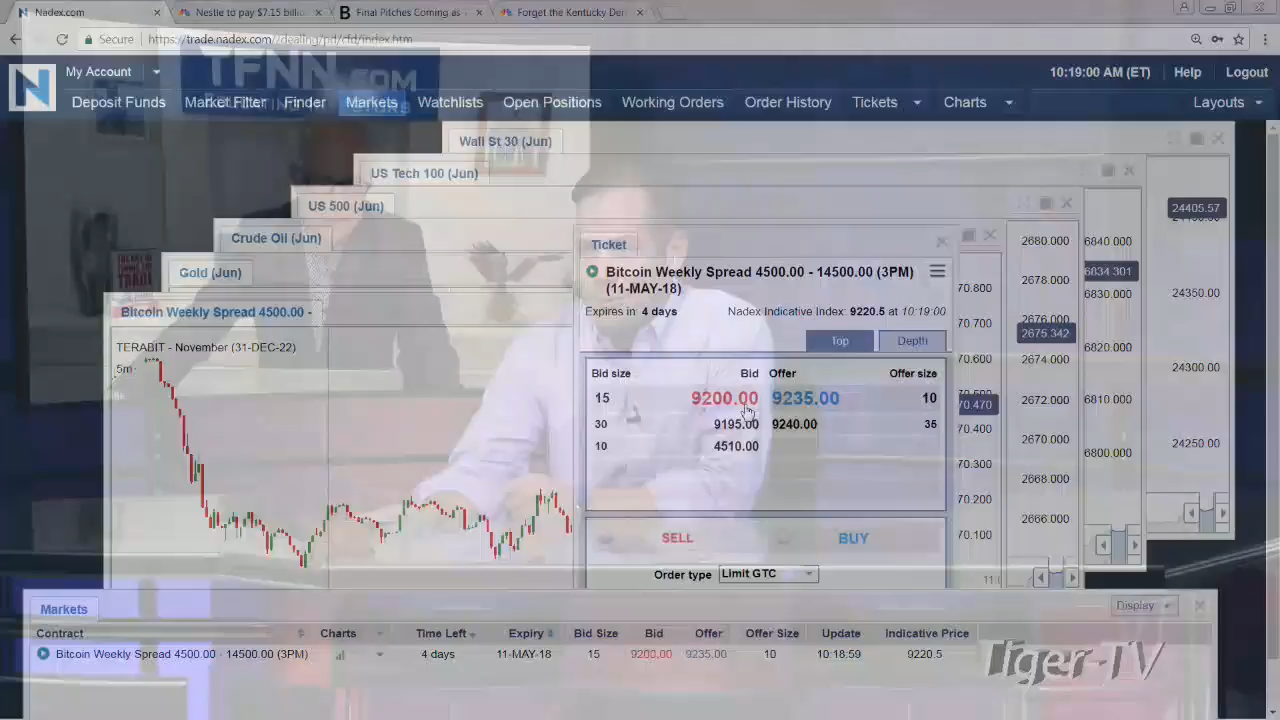 Nadex.com
Nestle to pay $7.15 billio
Final Pitches Coming as
Forget the Kentucky Der
Secure
https://trade.nadex.com//dealing/pd/cfd/index.htm
TFNN.COM
My Account
10:19:00 AM (ET)
Help
Logout
Deposit Funds
Market Filter
Finder
Markets
Watchlists
Open Positions
Working Orders
Order History
Tickets
Charts
Layouts
Wall St 30 (Jun)
US Tech 100 (Jun)
US 500 (Jun)
Crude Oil (Jun)
Gold (Jun)
Bitcoin Weekly Spread 4500.00 -
TERABIT - November (31-DEC-22)
5m
Ticket
Bitcoin Weekly Spread 4500.00 - 14500.00 (3PM)
(11-MAY-18)
Expires in: 4 days
Nadex Indicative Index: 9220.5 at 10:19:00
Top
Depth
Bid size Bid Offer Offer size
15 9200.00 9235.00 10
30 9195.00 9240.00 35
10 4510.00
SELL
BUY
Order type Limit GTC
70.800
70.700
70.600
70.470
70.400
70.300
70.200
70.100
11:0
2680.000
2678.000
2676.000
2675.342
2674.000
2672.000
2670.000
2668.000
2666.000
6840.000
6834.301
6830.000
6820.000
6810.000
6800.000
24405.57
24350.00
24300.00
24250.00
Markets
Display
Contract Charts Time Left Expiry Bid Size Bid Offer Offer Size Update Indicative Price
Bitcoin Weekly Spread 4500.00 - 14500.00 (3PM) 4 days 11-MAY-18 15 9200.00 9235.00 10 10:18:59 9220.5
Tiger-TV